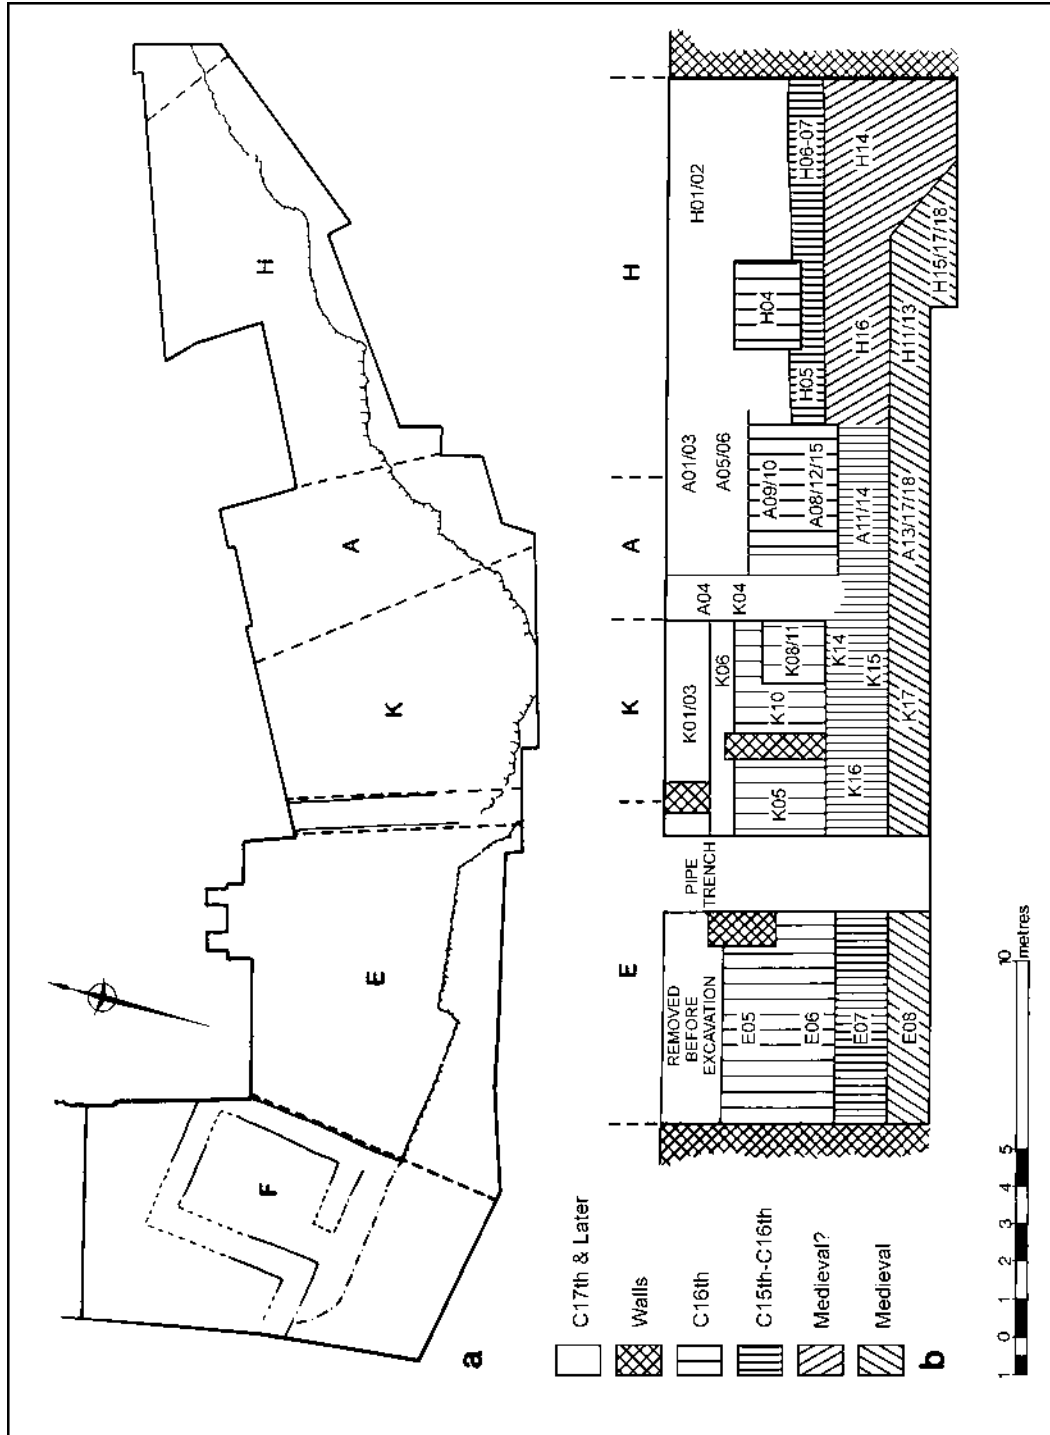 a
F
E
K
A
H
b
E
K
A
H
REMOVED
BEFORE
EXCAVATION
E05
E06
E07
E08
PIPE
TRENCH
K01/03
K06
K05
K10
K08/11
K16
K14
K15
K17
A04
K04
A01/03
A05/06
A09/10
A08/12/15
A11/14
A13/17/18
H01/02
H04
H05
H06-07
H16
H14
H11/13
H15/17/18
C17th & Later
Walls
C16th
C15th-C16th
Medieval?
Medieval
1 0 1 2 3 4 5 10
metres